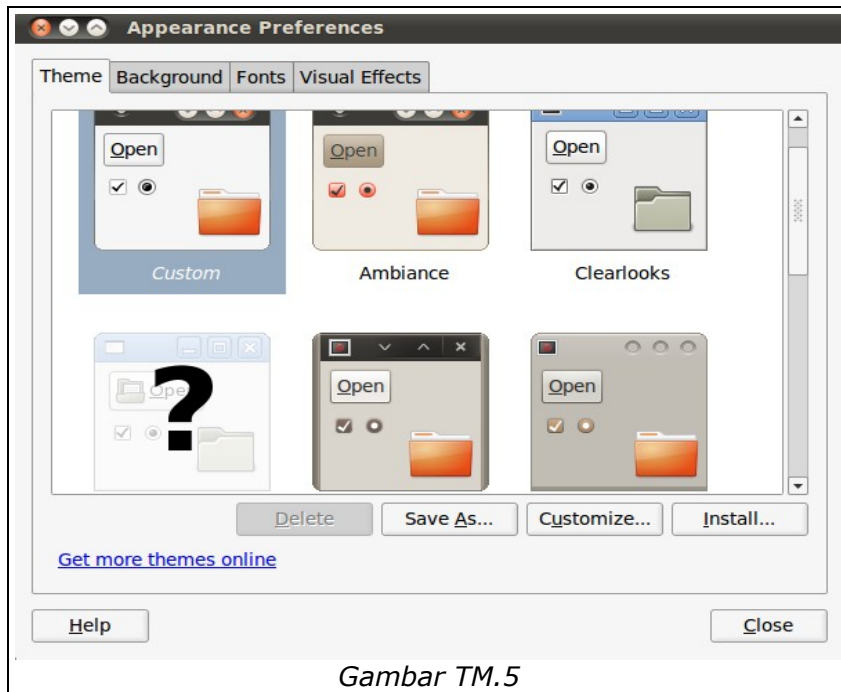 Appearance Preferences
Theme Background Fonts Visual Effects
Open Open Open
Custom Ambiance Clearlooks
Open Open Open
Delete Save As... Customize... Install...
Get more themes online
Help Close
Gambar TM.5